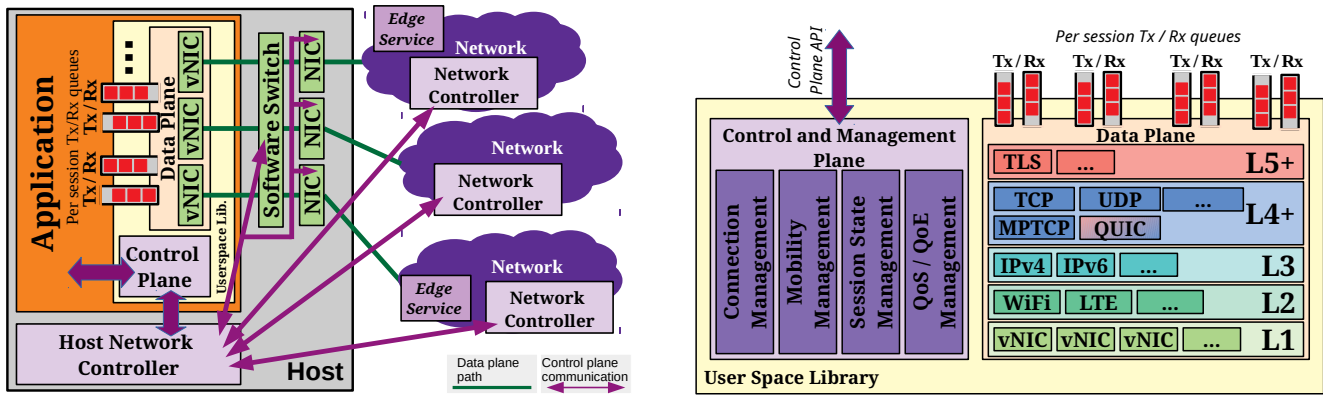 Application
Per session Tx/Rx queues
Tx / Rx
Tx / Rx
...
Data Plane
vNIC
vNIC
vNIC
Userspace Lib.
Control
Plane
Host Network
Controller
Software Switch
NIC
NIC
NIC
Host
Edge
Service
Network
Network
Controller
Network
Network
Controller
Edge
Service
Network
Network
Controller
Data plane
path
Control plane
communication
Control
Plane API
Per session Tx / Rx queues
Tx / Rx
Tx / Rx
Tx / Rx
Tx / Rx
Control and Management
Plane
Connection
Management
Mobility
Management
Session State
Management
QoS / QoE
Management
User Space Library
Data Plane
TLS ... L5+
TCP UDP ...
MPTCP QUIC L4+
IPv4 IPv6 ... L3
WiFi LTE ... L2
vNIC vNIC vNIC ... L1